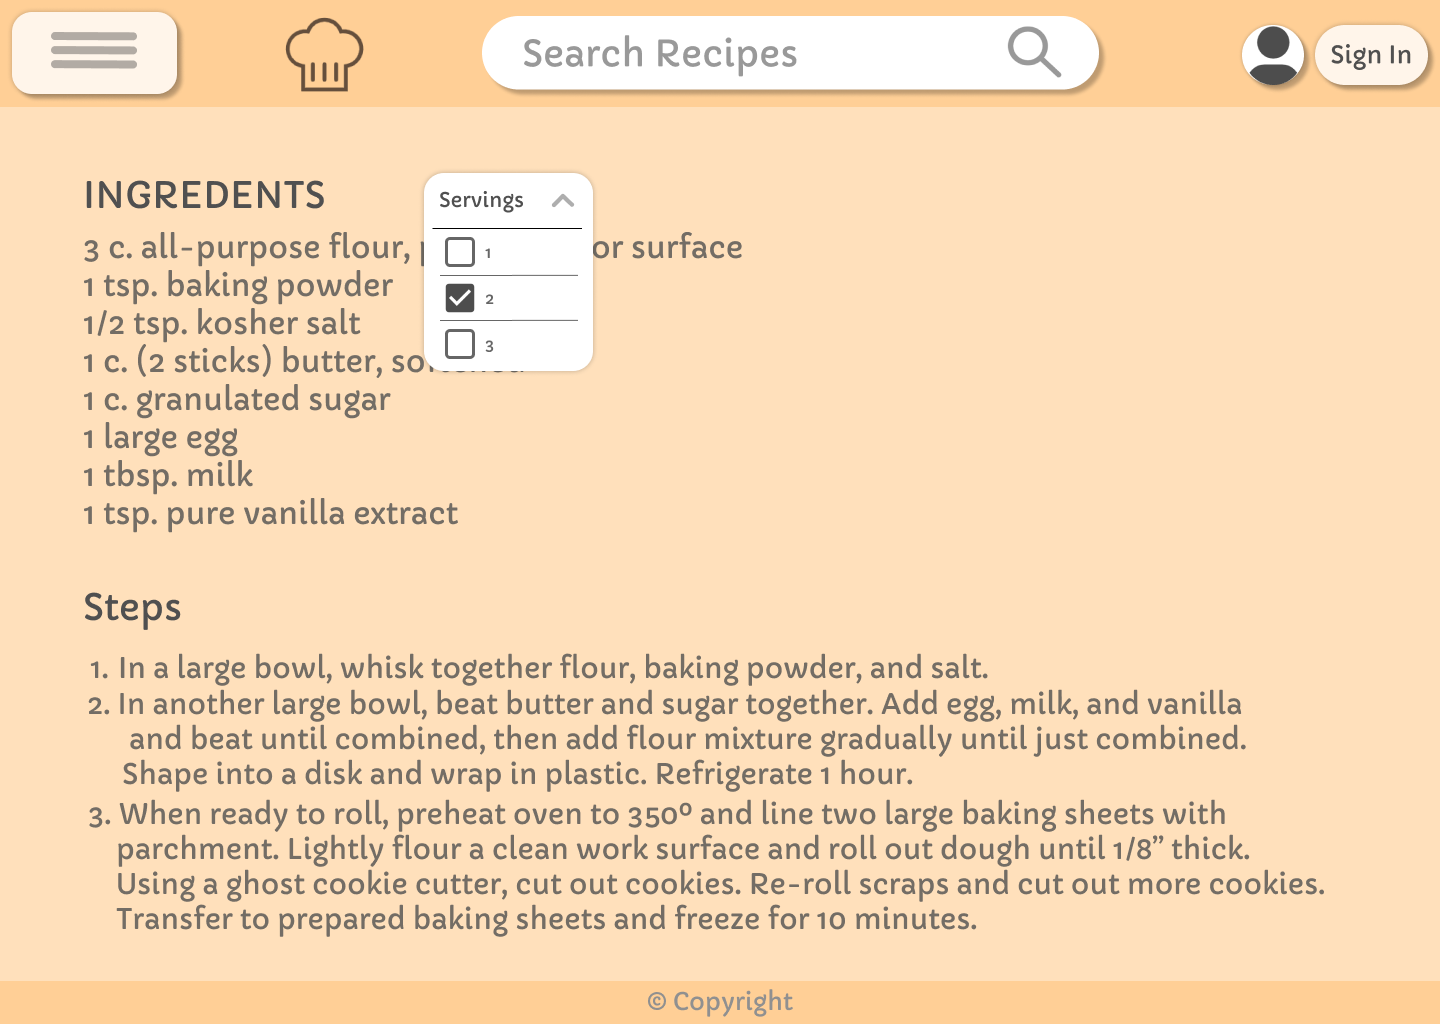 Search Recipes
Sign In
INGREDENTS
Servings
3 c. all-purpose flour, or surface
1
1 tsp. baking powder
2
1/2 tsp. kosher salt
3
1 c. (2 sticks) butter,
1 c. granulated sugar
1 large egg
1 tbsp. milk
1 tsp. pure vanilla extract
Steps
1. In a large bowl, whisk together flour, baking powder, and salt.
2. In another large bowl, beat butter and sugar together. Add egg, milk, and vanilla
and beat until combined, then add flour mixture gradually until just combined.
Shape into a disk and wrap in plastic. Refrigerate 1 hour.
3. When ready to roll, preheat oven to 350º and line two large baking sheets with
parchment. Lightly flour a clean work surface and roll out dough until 1/8” thick.
Using a ghost cookie cutter, cut out cookies. Re-roll scraps and cut out more cookies.
Transfer to prepared baking sheets and freeze for 10 minutes.
© Copyright